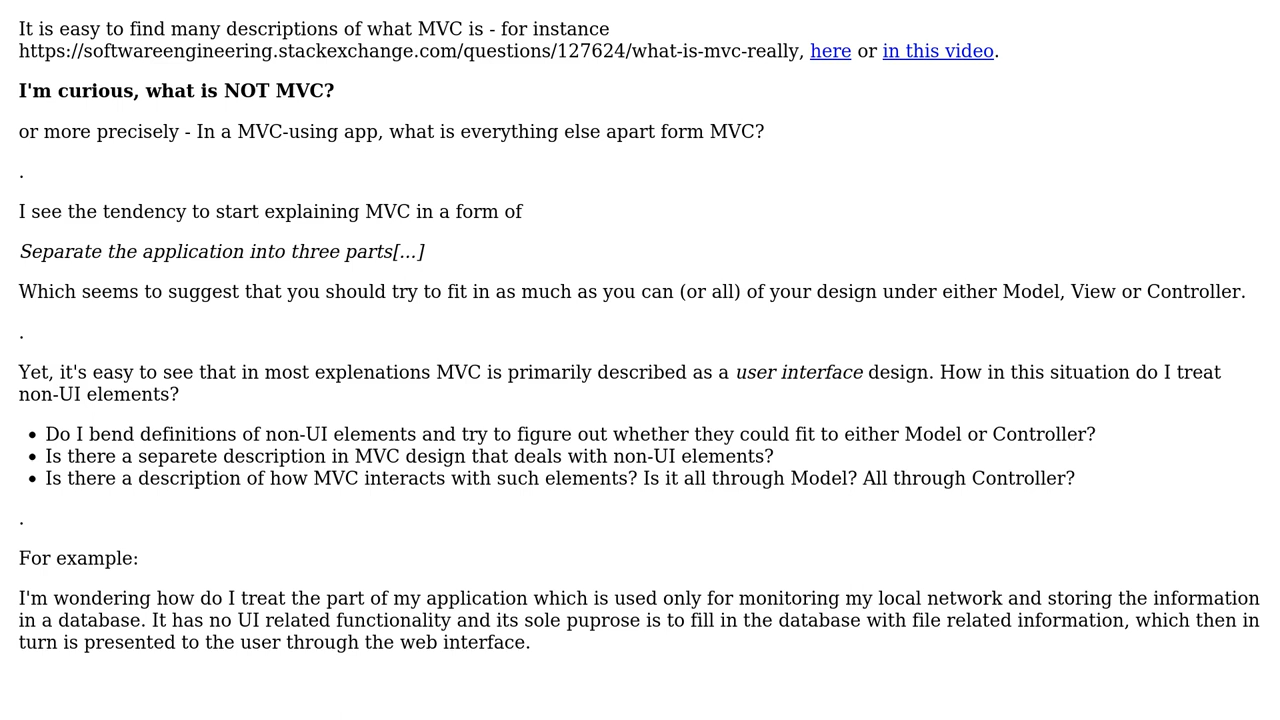 It is easy to find many descriptions of what MVC is - for instance
https://softwareengineering.stackexchange.com/questions/127624/what-is-mvc-really, here or in this video.
I'm curious, what is NOT MVC?
or more precisely - In a MVC-using app, what is everything else apart form MVC?
.
I see the tendency to start explaining MVC in a form of
Separate the application into three parts[...]
Which seems to suggest that you should try to fit in as much as you can (or all) of your design under either Model, View or Controller.
.
Yet, it's easy to see that in most explenations MVC is primarily described as a user interface design. How in this situation do I treat
non-UI elements?
• Do I bend definitions of non-UI elements and try to figure out whether they could fit to either Model or Controller?
• Is there a separete description in MVC design that deals with non-UI elements?
• Is there a description of how MVC interacts with such elements? Is it all through Model? All through Controller?
.
For example:
I'm wondering how do I treat the part of my application which is used only for monitoring my local network and storing the information
in a database. It has no UI related functionality and its sole puprose is to fill in the database with file related information, which then in
turn is presented to the user through the web interface.